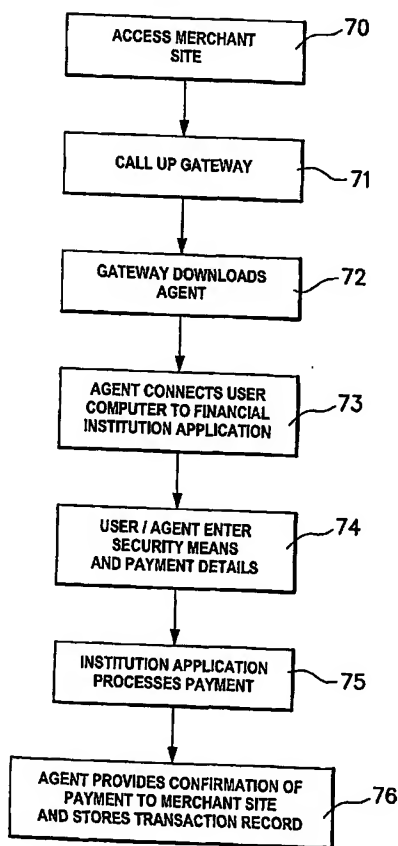 ACCESS MERCHANT
SITE
70
CALL UP GATEWAY
71
GATEWAY DOWNLOADS
AGENT
72
AGENT CONNECTS USER
COMPUTER TO FINANCIAL
INSTITUTION APPLICATION
73
USER / AGENT ENTER
SECURITY MEANS
AND PAYMENT DETAILS
74
INSTITUTION APPLICATION
PROCESSES PAYMENT
75
AGENT PROVIDES CONFIRMATION OF
PAYMENT TO MERCHANT SITE
AND STORES TRANSACTION RECORD
76